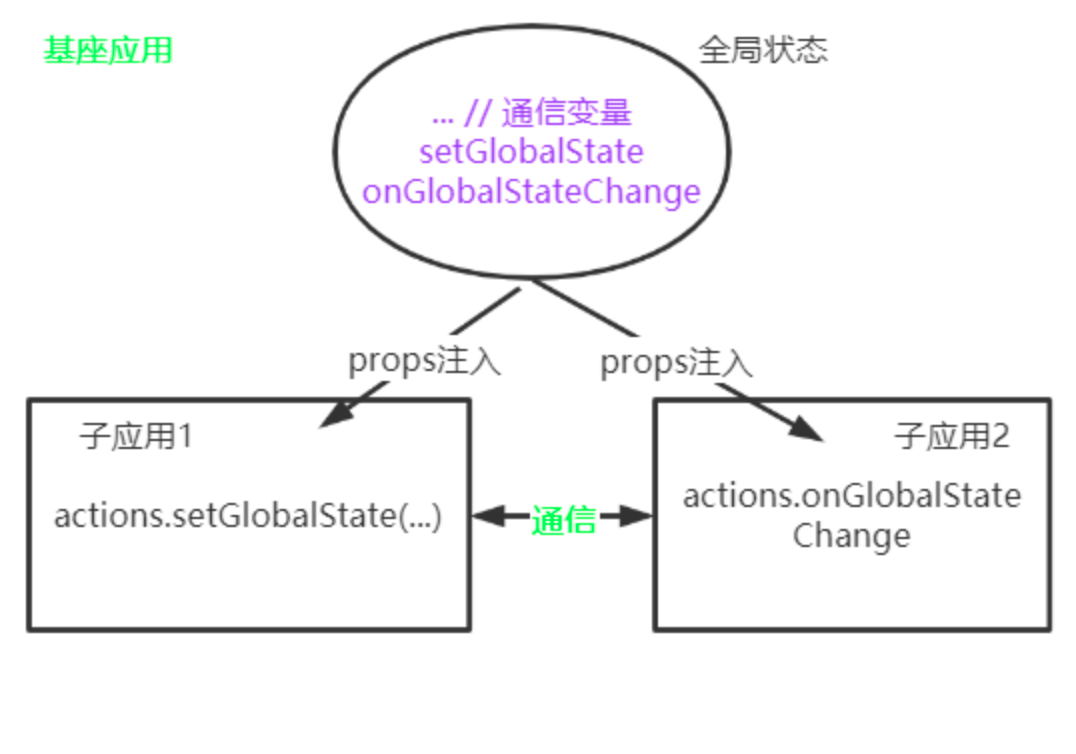 基座应用
全局状态
... // 通信变量
setGlobalState
onGlobalStateChange
props注入
props注入
子应用1
子应用2
actions.setGlobalState(...)
通信
actions.onGlobalState
Change